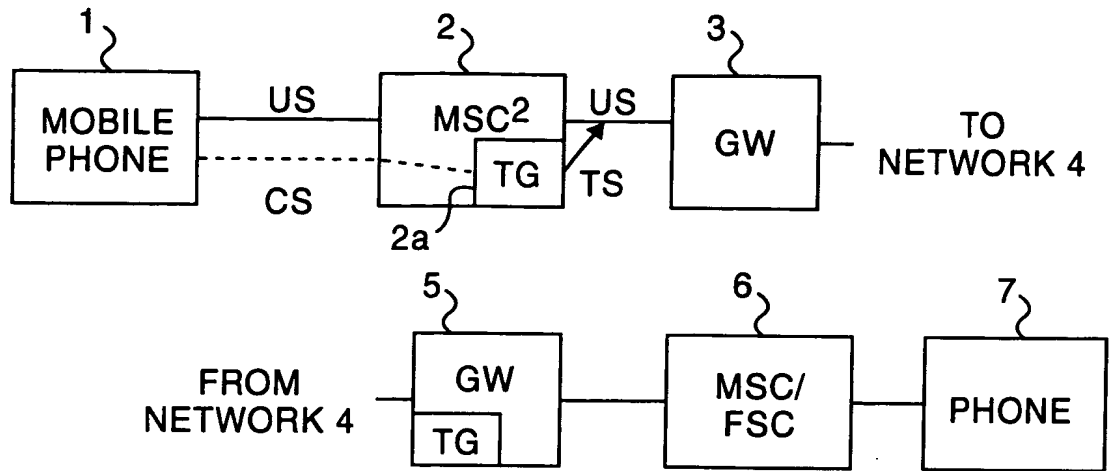 1
2
3
MOBILE
PHONE
US
CS
MSC²
TG
2a
US
TS
GW
TO
NETWORK 4
5
6
7
FROM
NETWORK 4
GW
TG
MSC/
FSC
PHONE